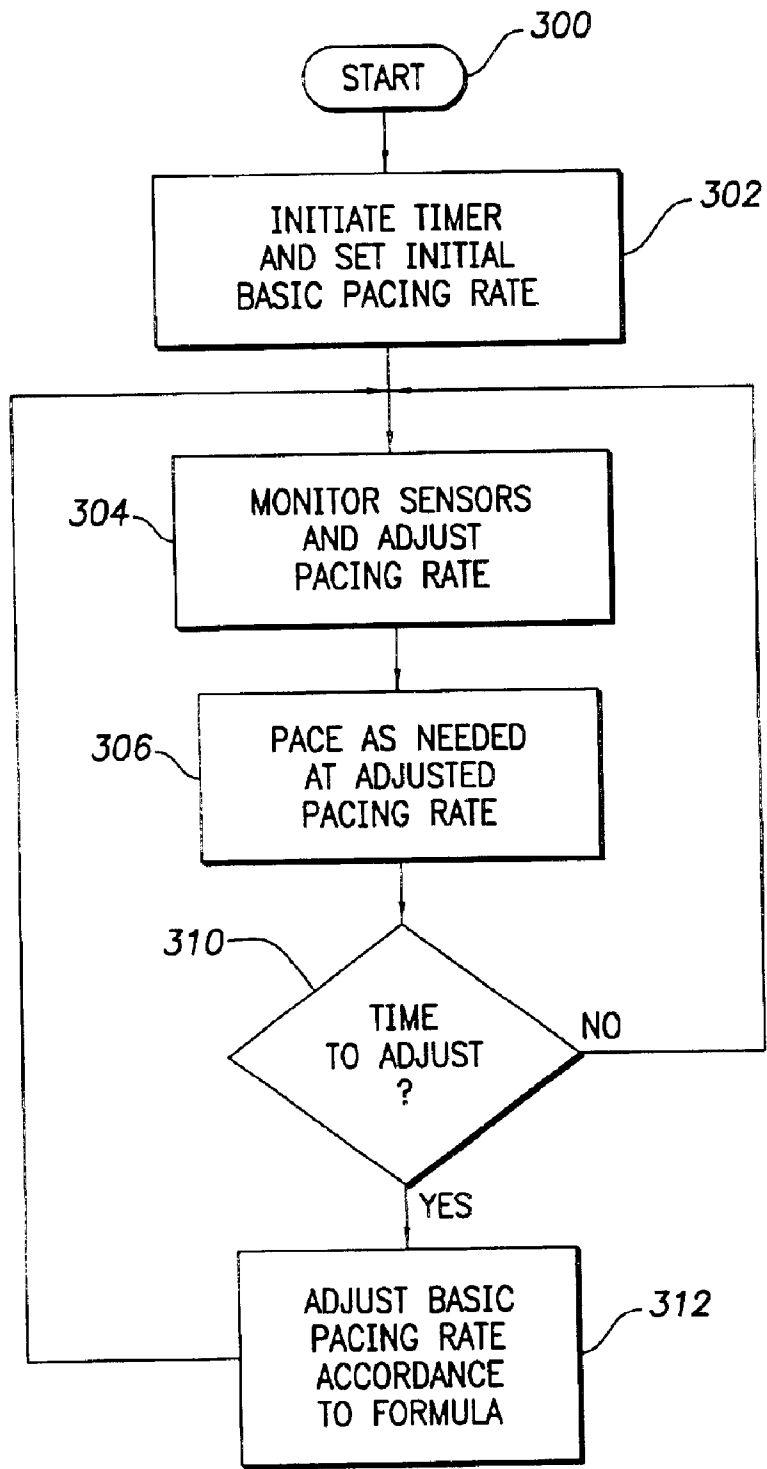 300
START
302
INITIATE TIMER
AND SET INITIAL
BASIC PACING RATE
304
MONITOR SENSORS
AND ADJUST
PACING RATE
306
PACE AS NEEDED
AT ADJUSTED
PACING RATE
310
TIME
TO ADJUST
?
NO
YES
312
ADJUST BASIC
PACING RATE
ACCORDANCE
TO FORMULA